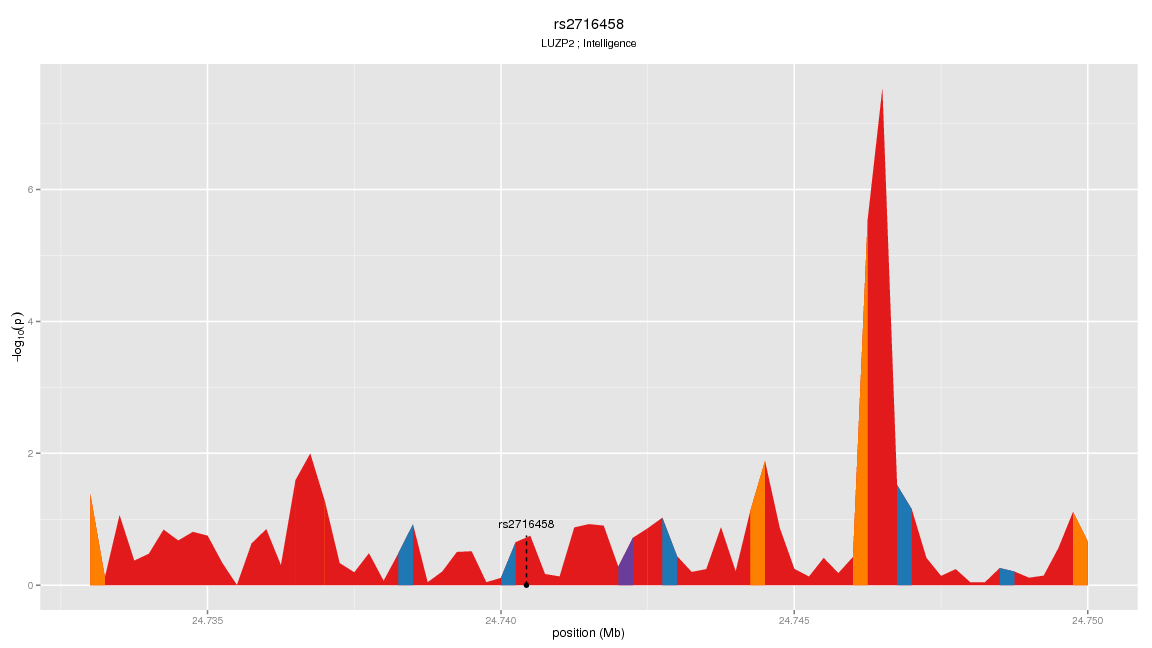 rs2716458
LUZP2 ; Intelligence
−log10(p)
6
4
2
0
rs2716458
24.735
24.740
24.745
24.750
position (Mb)